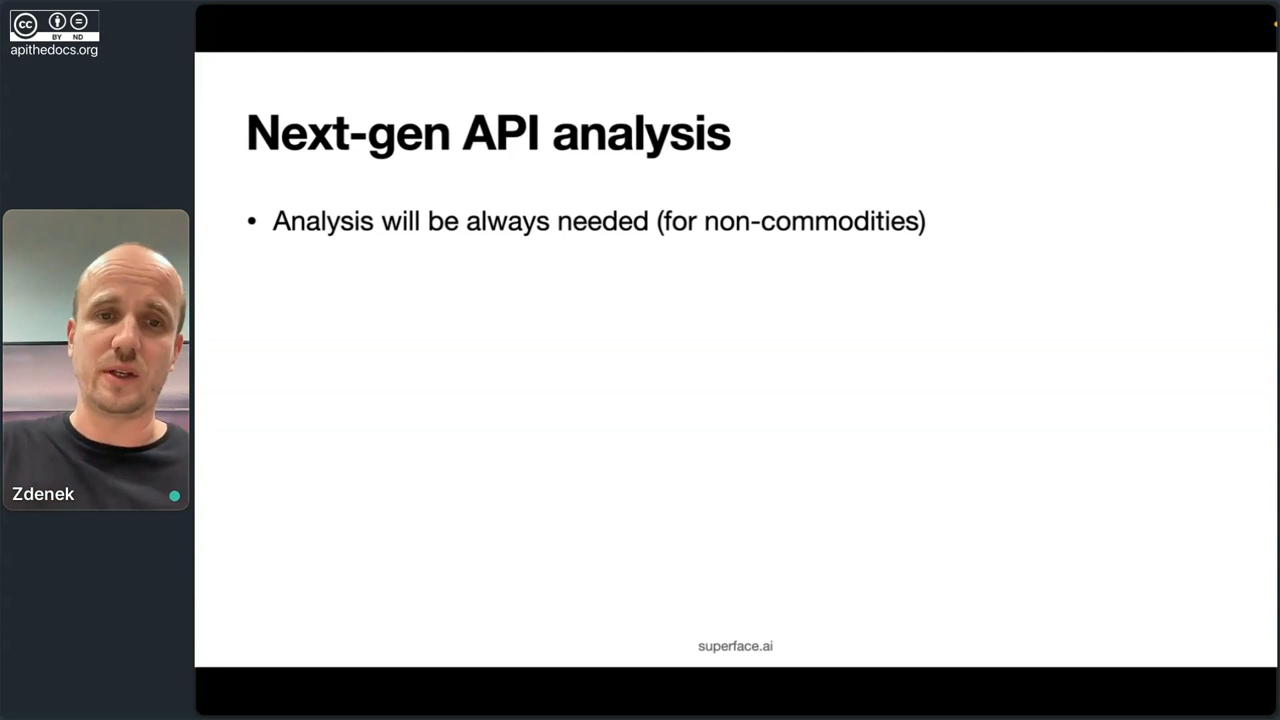 cc
BY ND
apithedocs.org
Next-gen API analysis
• Analysis will be always needed (for non-commodities)
Zdenek
superface.ai